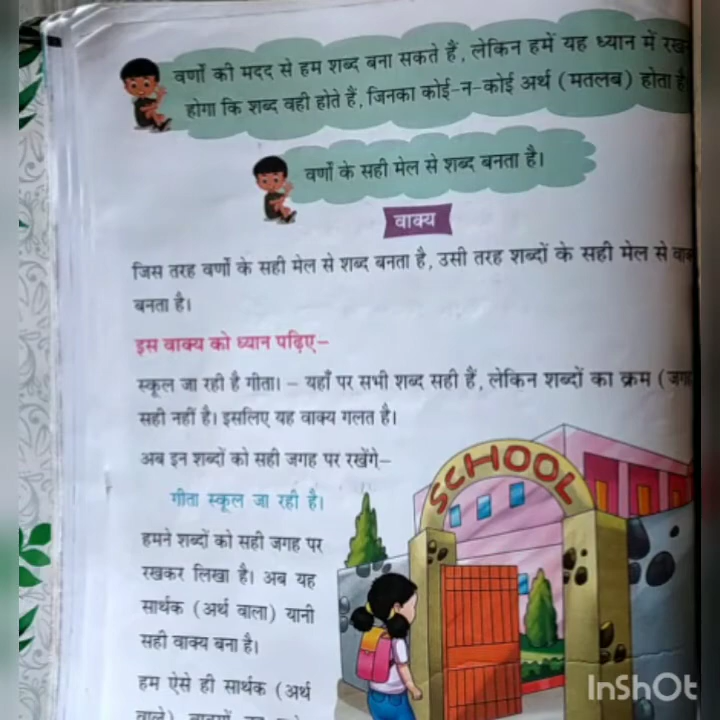 वर्णों की मदद से हम शब्द बना सकते हैं, लेकिन हमें यह ध्यान में
होगा कि शब्द वही होते हैं, जिनका कोई-न-कोई अर्थ (मतलब) होता
वर्णों के सही मेल से शब्द बनता है।
वाक्य
जिस तरह वर्णों के सही मेल से शब्द बनता है, उसी तरह शब्दों के सही मेल से
बनता है।
इस वाक्य को ध्यान पढ़िए-
स्कूल जा रही है गीता। - यहाँ पर सभी शब्द सही हैं, लेकिन शब्दों का क्रम
सही नहीं है। इसलिए यह वाक्य गलत है।
अब इन शब्दों को सही जगह पर रखेंगे-
गीता स्कूल जा रही है।
हमने शब्दों को सही जगह पर
रखकर लिखा है। अब यह
सार्थक (अर्थ वाला) यानी
सही वाक्य बना है।
हम ऐसे ही सार्थक (अर्थ
SCHOOL
InShOt